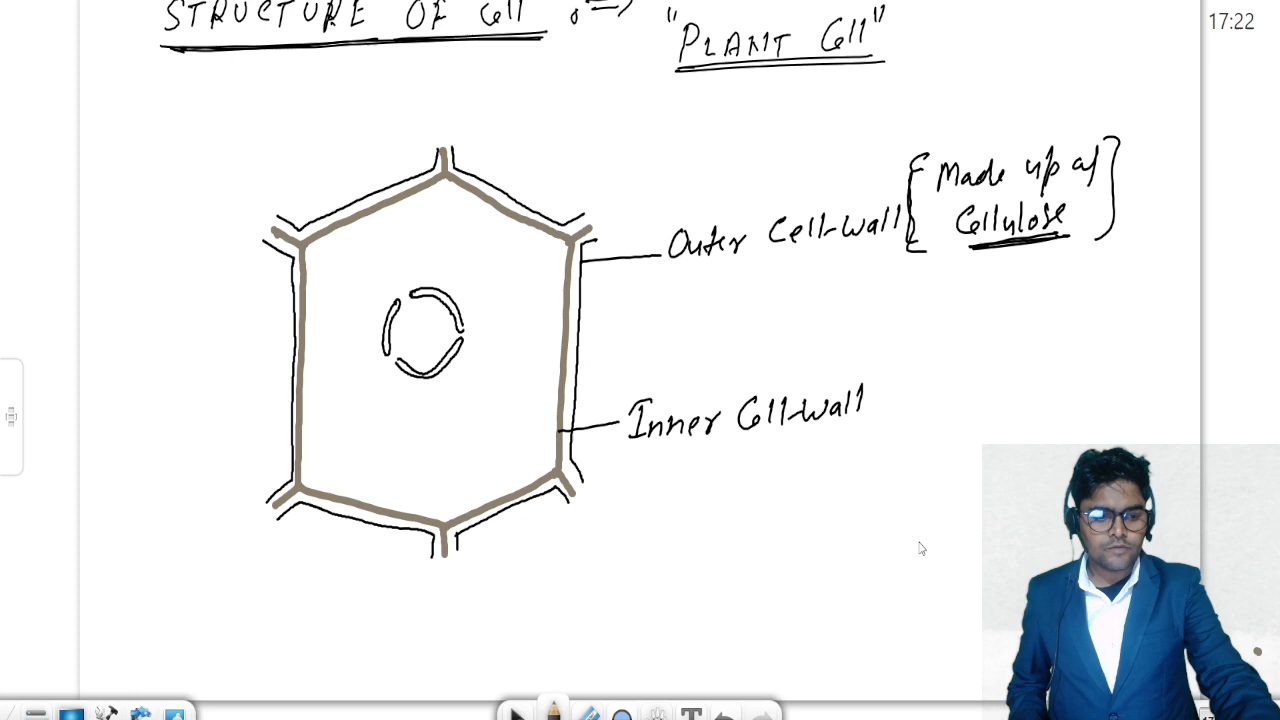 STRUCTURE OF Cell :=>
"PLANT Cell"
17:22
Outer Cell-Wall
[Made up of
Cellulose]
Inner Cell-Wall
T